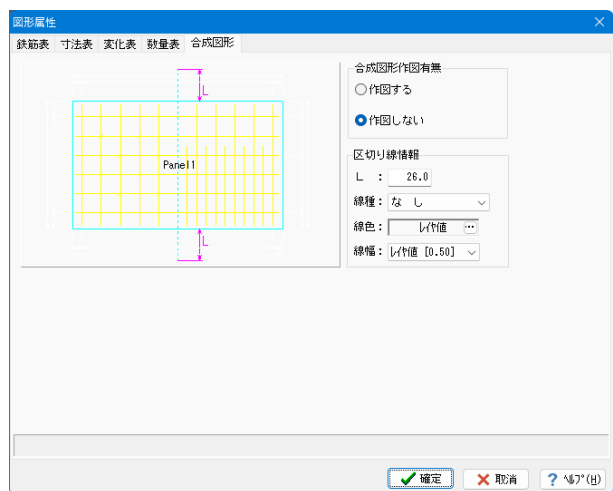 図形属性
鉄筋表 寸法表 変化表 数量表 合成図形
L
Panel1
L
合成図形作図有無
作図する
作図しない
区切り線情報
L : 26.0
線種: な し
線色: ﾚｲﾔ値 ...
線幅: ﾚｲﾔ値 [0.50]
確定 取消 ? ﾍﾙﾌﾟ(H)